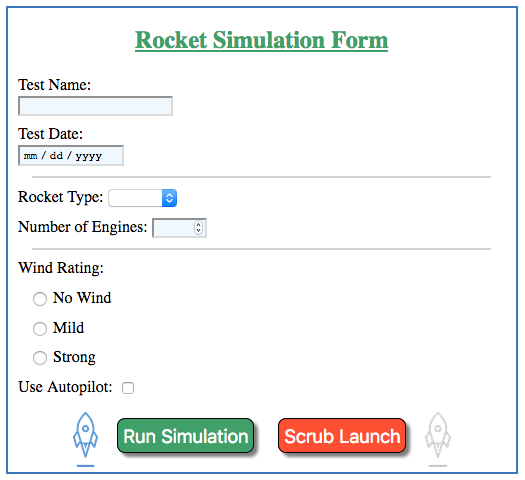 Rocket Simulation Form
Test Name:
Test Date:
mm / dd / yyyy
Rocket Type:
Number of Engines:
Wind Rating:
No Wind
Mild
Strong
Use Autopilot:
Run Simulation Scrub Launch